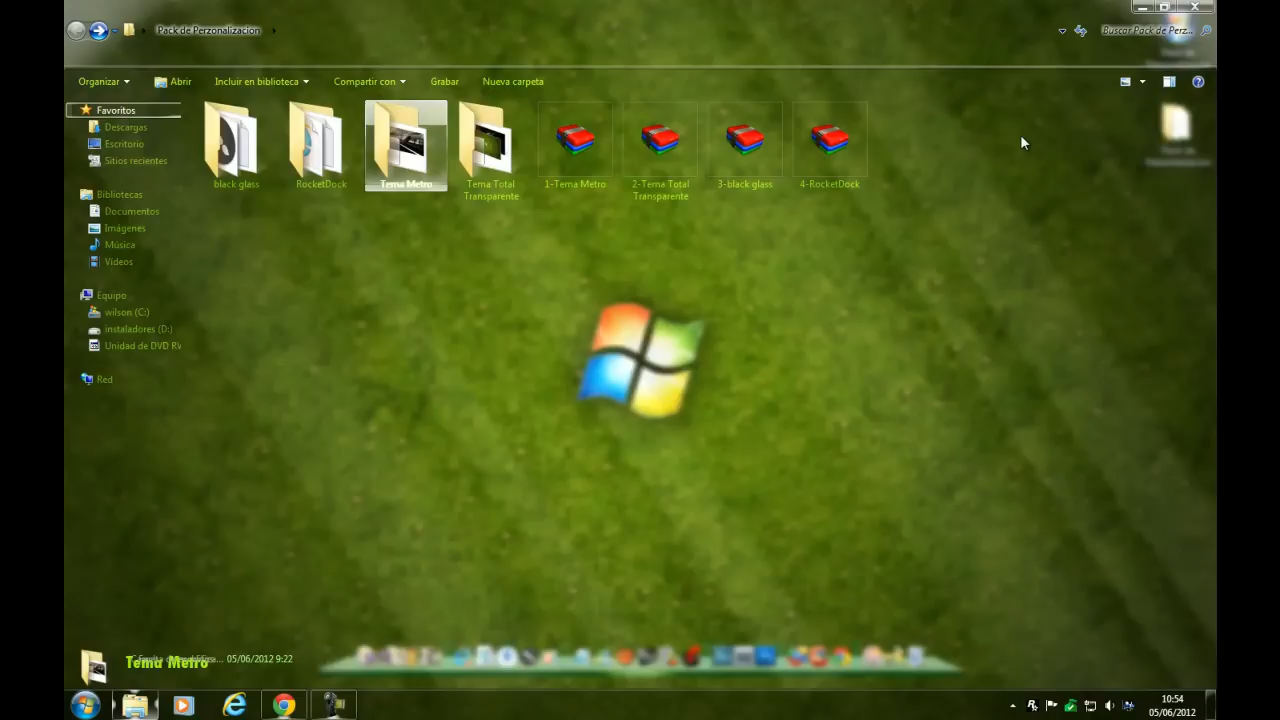 Pack de Perzonalizacion
Buscar Pack de Perz...
Organizar
Abrir
Incluir en biblioteca
Compartir con
Grabar
Nueva carpeta
Favoritos
Descargas
Escritorio
Sitios recientes
Bibliotecas
Documentos
Imágenes
Música
Vídeos
Equipo
wilson (C:)
instaladores (D:)
Unidad de DVD RW
Red
black glass
RocketDock
Tema Metro
Tema Total
Transparente
1-Tema Metro
2-Tema Total
Transparente
3-black glass
4-RocketDock
Tema Metro
05/06/2012 9:22
10:54
05/06/2012